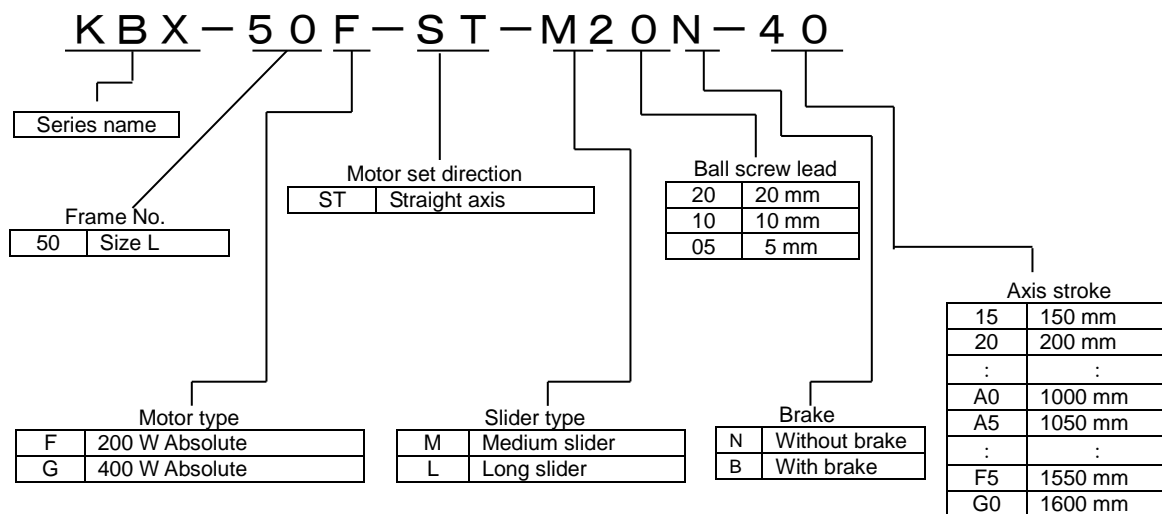 KBX-50F-ST-M20N-40
Series name
Motor set direction
ST Straight axis
Ball screw lead
20 20 mm
10 10 mm
05 5 mm
Frame No.
50 Size L
Axis stroke
15 150 mm
20 200 mm
: :
A0 1000 mm
A5 1050 mm
: :
F5 1550 mm
G0 1600 mm
Motor type
F 200 W Absolute
G 400 W Absolute
Slider type
M Medium slider
L Long slider
Brake
N Without brake
B With brake